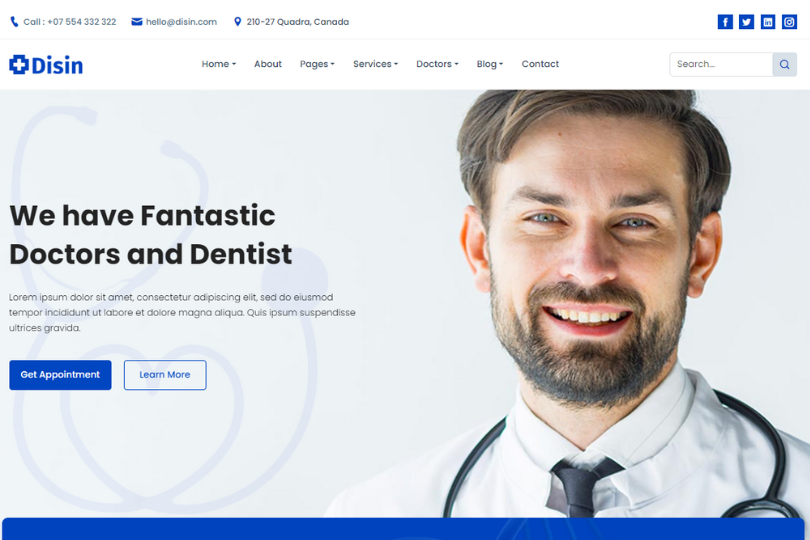 Call : +07 554 332 322
hello@disin.com
210-27 Quadra, Canada
Disin
Home
About
Pages
Services
Doctors
Blog
Contact
Search...
We have Fantastic
Doctors and Dentist
Lorem ipsum dolor sit amet, consectetur adipiscing elit, sed do eiusmod
tempor incididunt ut labore et dolore magna aliqua. Quis ipsum suspendisse
ultrices gravida.
Get Appointment
Learn More